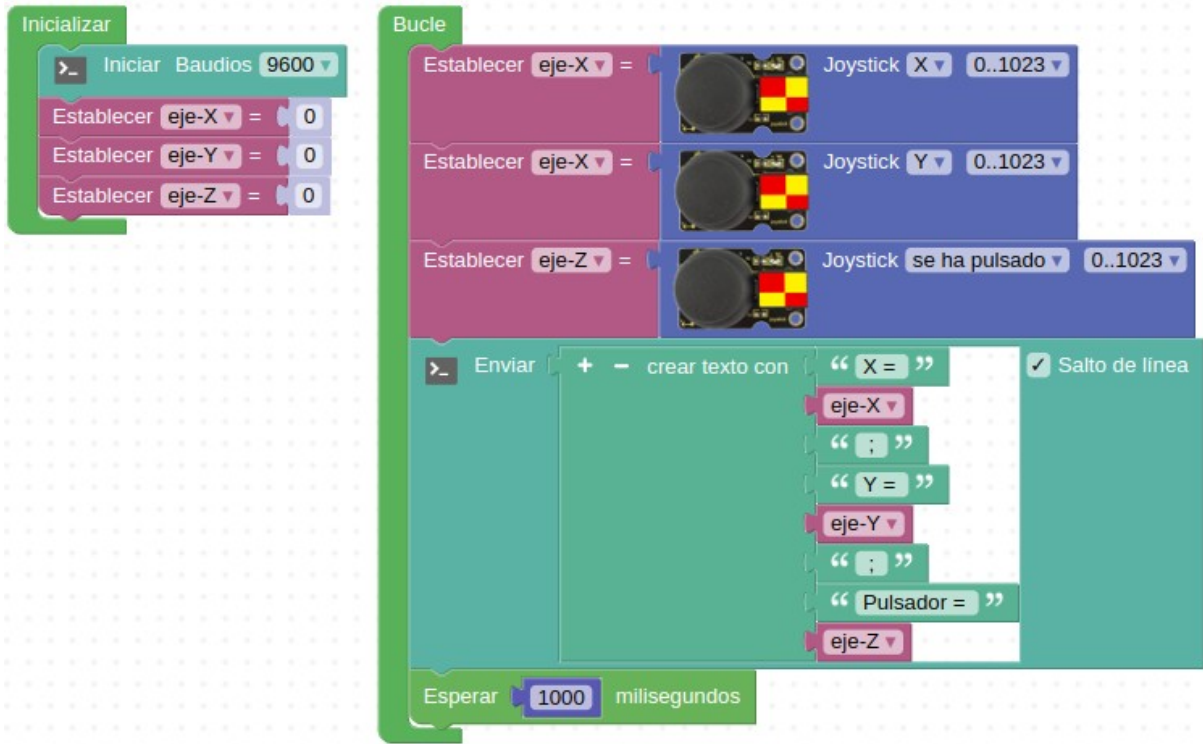 Inicializar
>_ Iniciar Baudios 9600
Establecer eje-X = 0
Establecer eje-Y = 0
Establecer eje-Z = 0
Bucle
Establecer eje-X = Joystick X 0..1023
Establecer eje-X = Joystick Y 0..1023
Establecer eje-Z = Joystick se ha pulsado 0..1023
>_ Enviar + − crear texto con “ X = ” ✓ Salto de línea
eje-X
“ ; ”
“ Y = ”
eje-Y
“ ; ”
“ Pulsador = ”
eje-Z
Esperar 1000 milisegundos